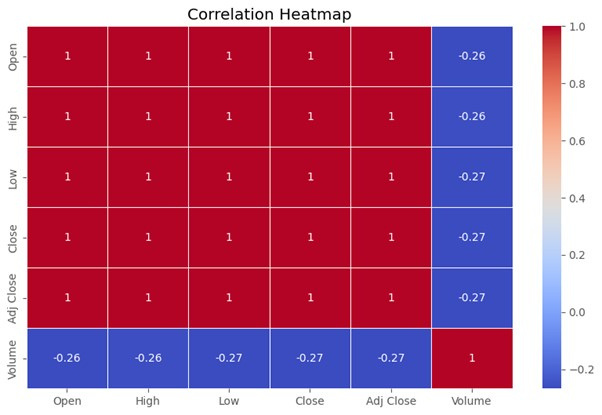 Correlation Heatmap
Open 1 1 1 1 1 -0.26
High 1 1 1 1 1 -0.26
Low 1 1 1 1 1 -0.27
Close 1 1 1 1 1 -0.27
Adj Close 1 1 1 1 1 -0.27
Volume -0.26 -0.26 -0.27 -0.27 -0.27 1
Open High Low Close Adj Close Volume
1.0
0.8
0.6
0.4
0.2
0.0
−0.2